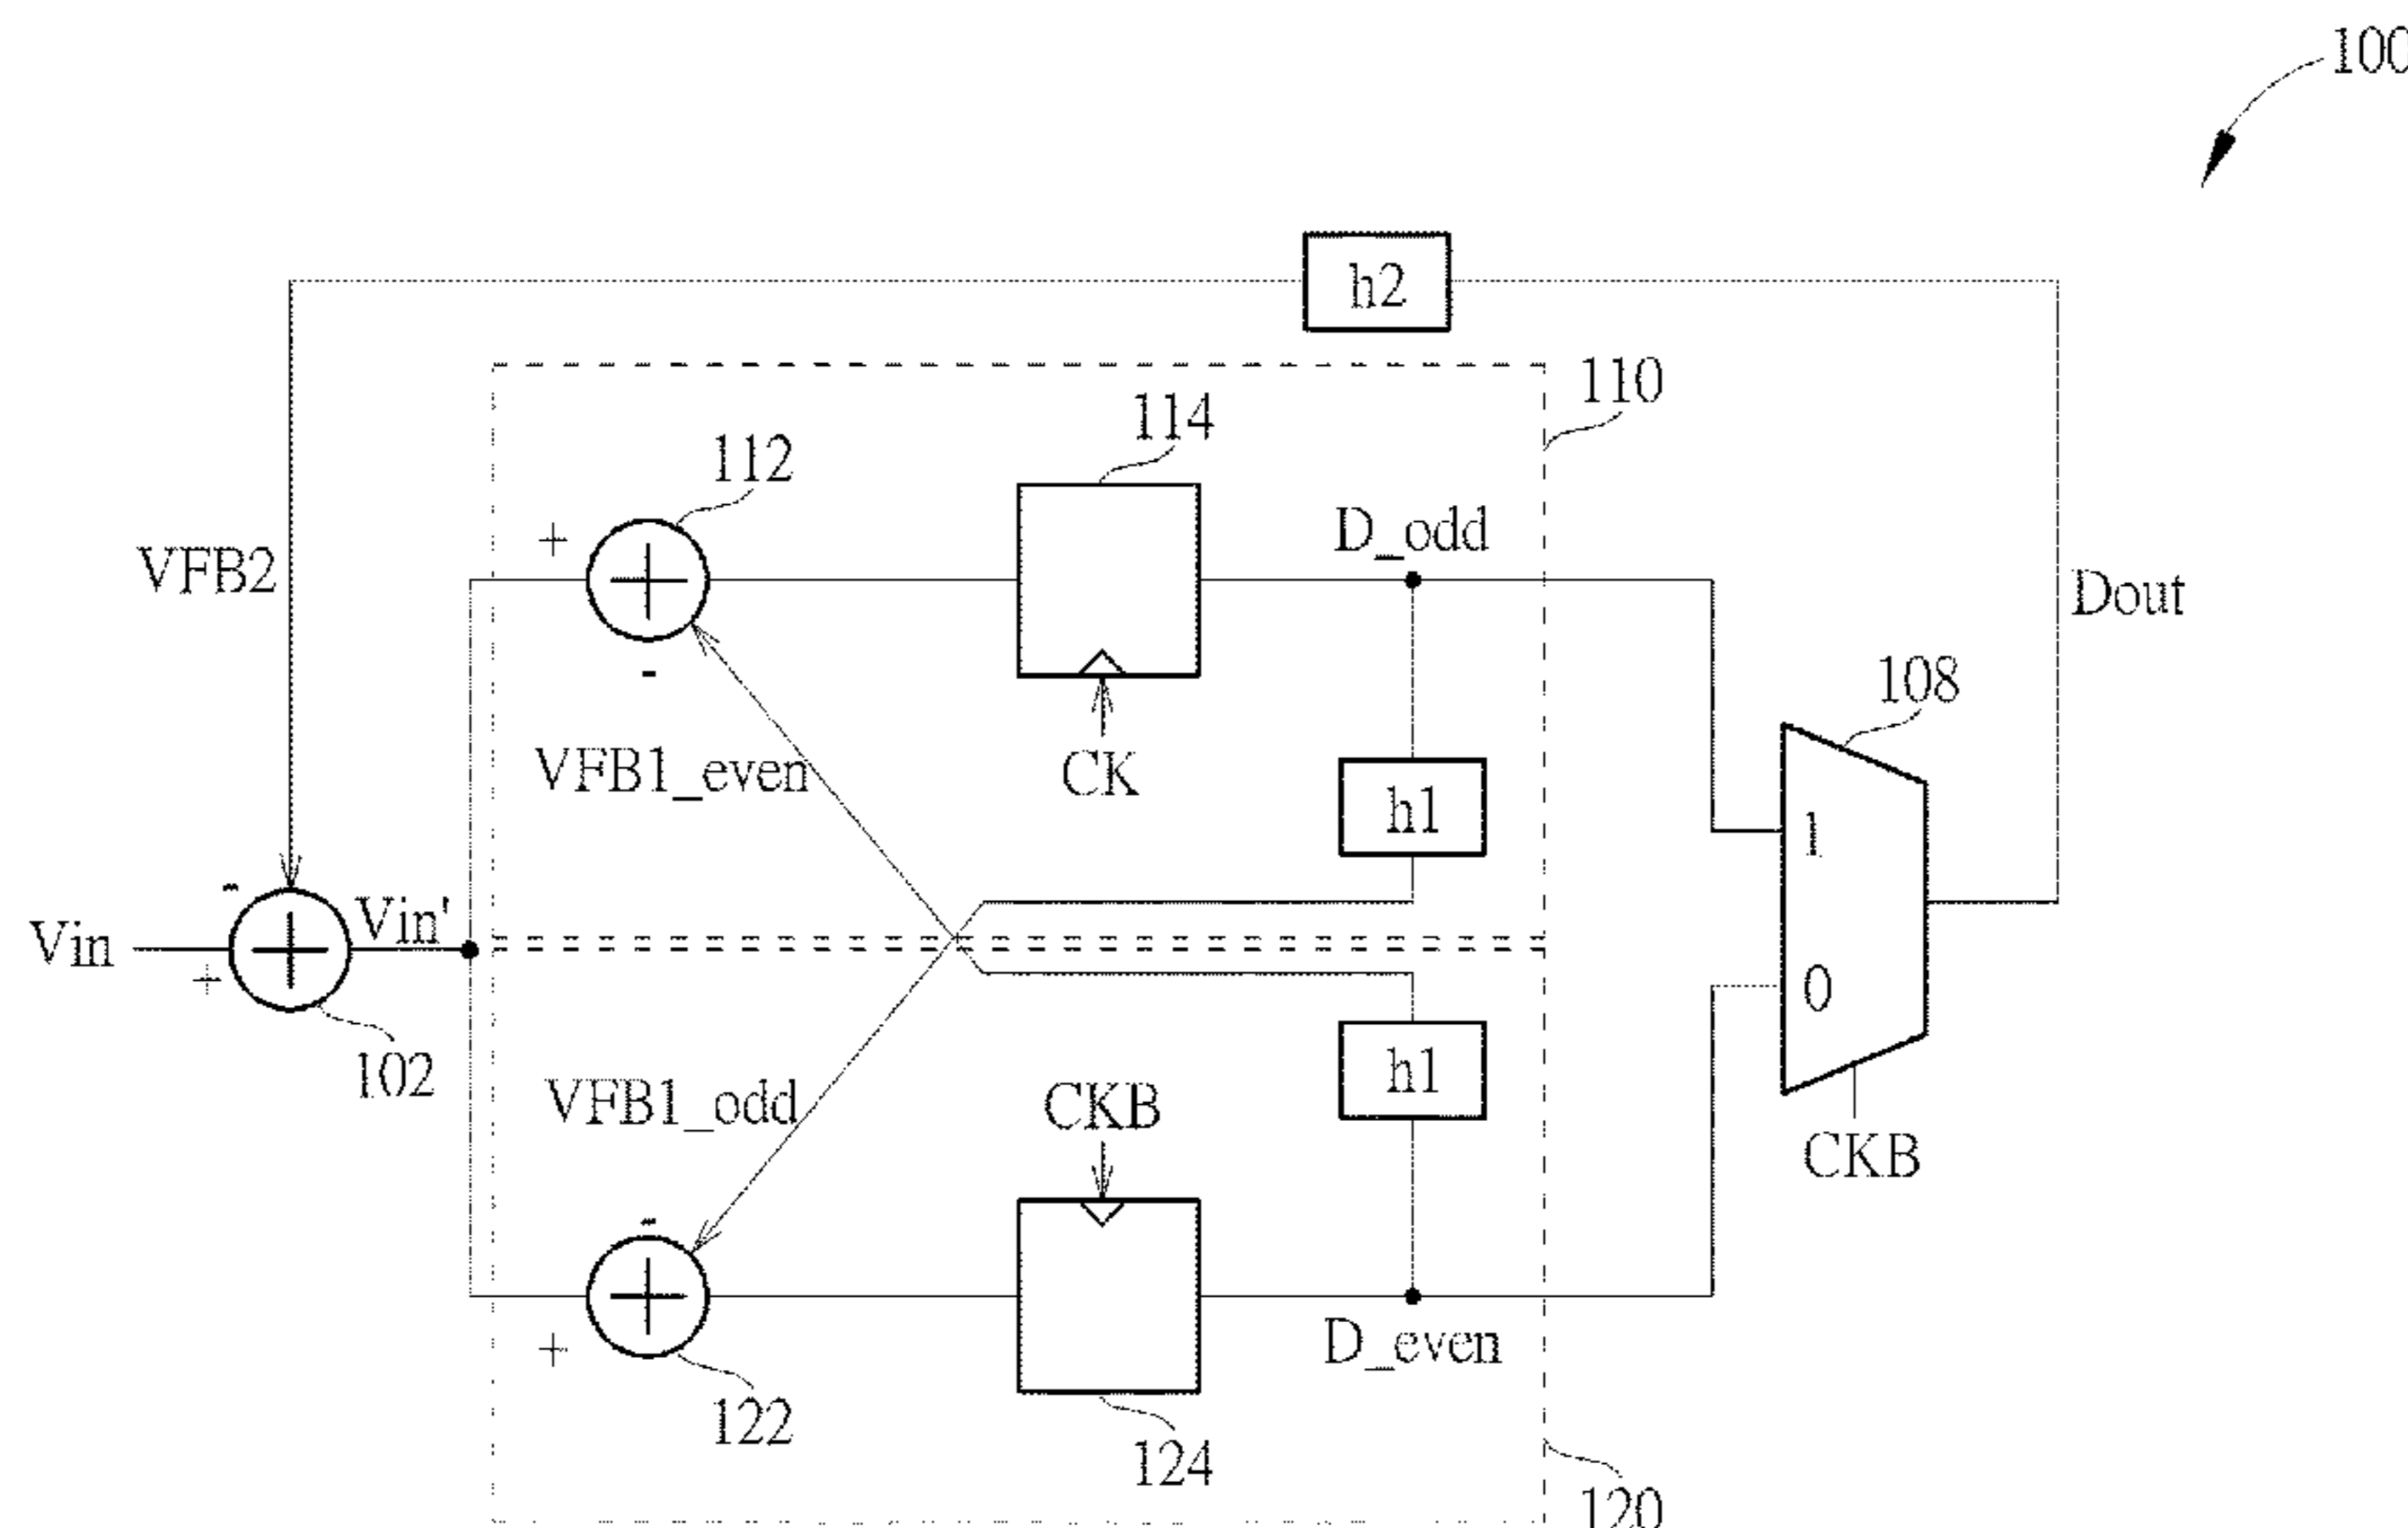 100
h2
110
114
112
+
D_odd
VFB2
Dout
-
108
VFB1_even
CK
h1
1
-
Vin
Vin'
+
0
102
h1
VFB1_odd
CKB
CKB
-
+
D_even
122
124
120